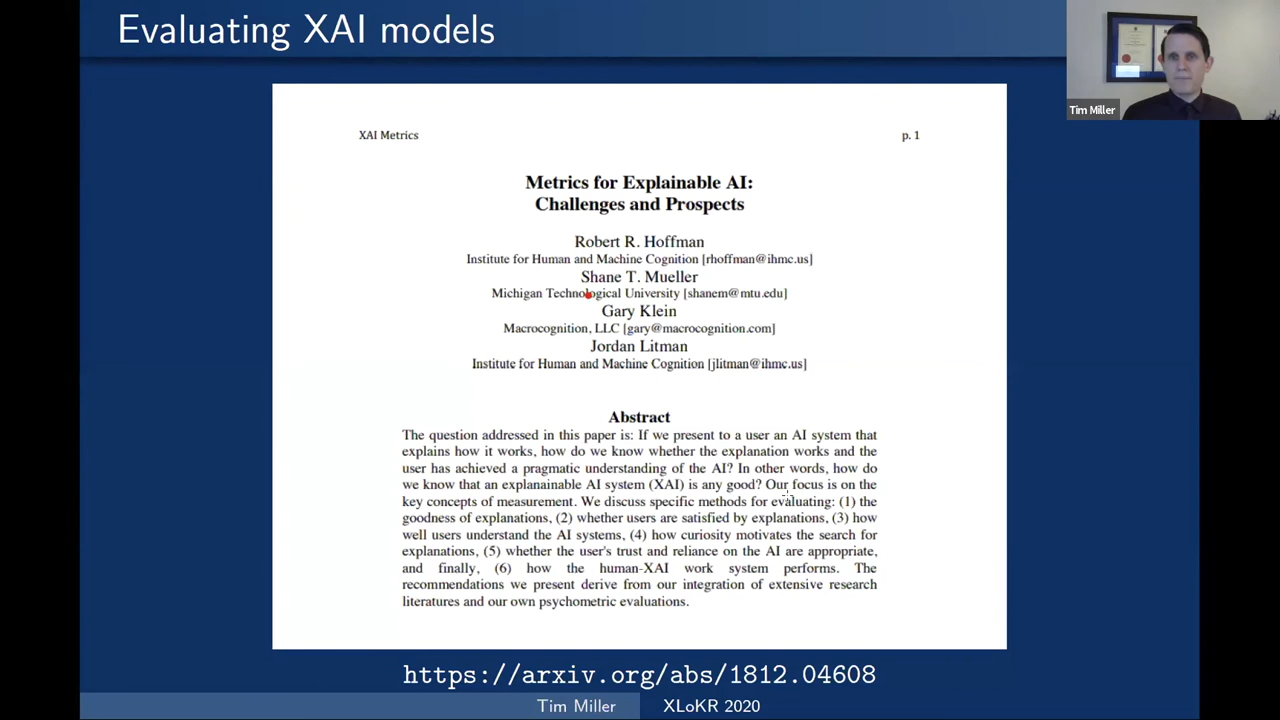 Evaluating XAI models
Tim Miller
XAI Metrics
p. 1
Metrics for Explainable AI:
Challenges and Prospects
Robert R. Hoffman
Institute for Human and Machine Cognition [rhoffman@ihmc.us]
Shane T. Mueller
Michigan Technological University [shanem@mtu.edu]
Gary Klein
Macrocognition, LLC [gary@macrocognition.com]
Jordan Litman
Institute for Human and Machine Cognition [jlitman@ihmc.us]
Abstract
The question addressed in this paper is: If we present to a user an AI system that
explains how it works, how do we know whether the explanation works and the
user has achieved a pragmatic understanding of the AI? In other words, how do
we know that an explanainable AI system (XAI) is any good? Our focus is on the
key concepts of measurement. We discuss specific methods for evaluating: (1) the
goodness of explanations, (2) whether users are satisfied by explanations, (3) how
well users understand the AI systems, (4) how curiosity motivates the search for
explanations, (5) whether the user's trust and reliance on the AI are appropriate,
and finally, (6) how the human-XAI work system performs. The
recommendations we present derive from our integration of extensive research
literatures and our own psychometric evaluations.
https://arxiv.org/abs/1812.04608
Tim Miller
XLoKR 2020